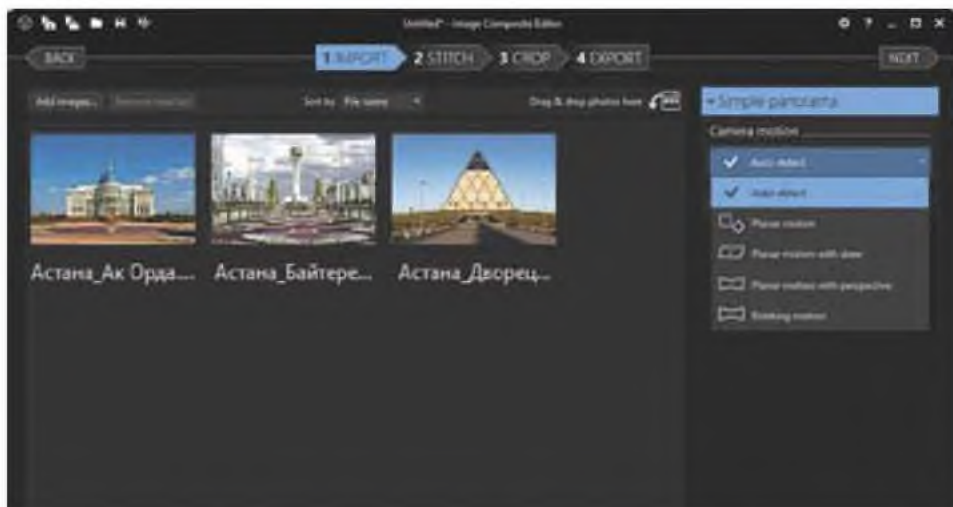 Untitled* - Image Composite Editor
BACK
1 IMPORT
2 STITCH
3 CROP
4 EXPORT
NEXT
Add images...
Sort by File name
Drag & drop photos here
Simple panorama
Camera motion
Auto-detect
Auto-detect
Planar motion
Planar motion with skew
Planar motion with perspective
Rotating motion
Астана_Ак Орда....
Астана_Байтере...
Астана_Дворец...